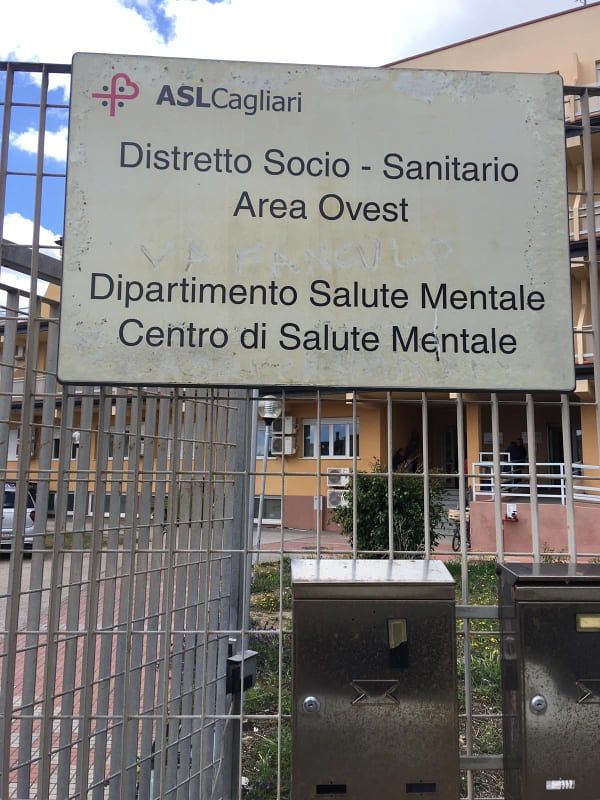 ASLCagliari
Distretto Socio - Sanitario
Area Ovest
VA FANCULO
Dipartimento Salute Mentale
Centro di Salute Mentale